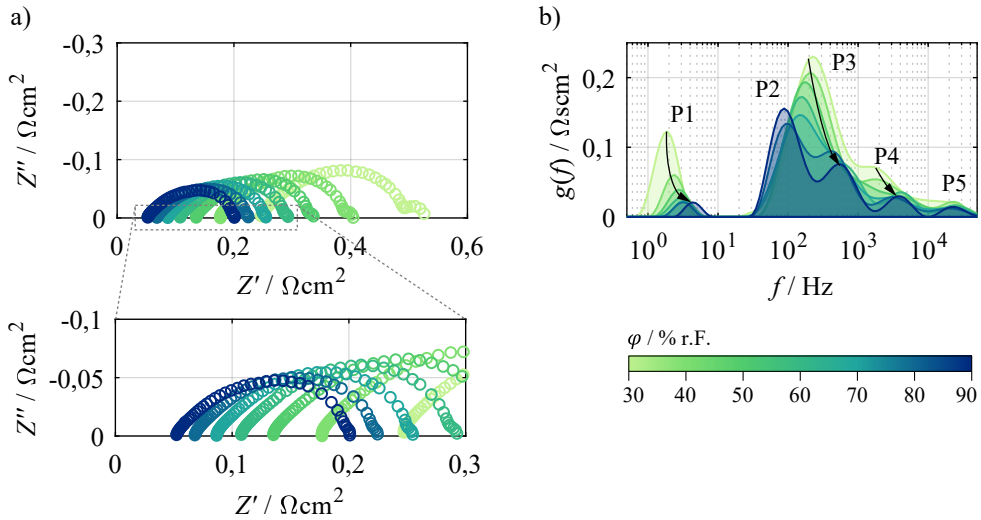 a)
-0,3
-0,2
-0,1
0
Z'' / Ωcm²
0 0,2 0,4 0,6
Z' / Ωcm²
-0,1
-0,05
0
Z'' / Ωcm²
0 0,1 0,2 0,3
Z' / Ωcm²
b)
0,2
0,1
0
g(f) / Ωscm²
P1
P2
P3
P4
P5
10⁰ 10¹ 10² 10³ 10⁴
f / Hz
φ / % r.F.
30 40 50 60 70 80 90